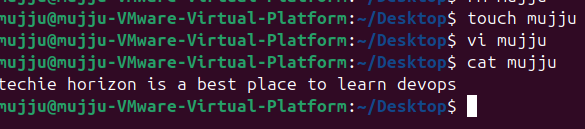 mujju@mujju-VMware-Virtual-Platform:~/Desktop$ touch mujju
mujju@mujju-VMware-Virtual-Platform:~/Desktop$ vi mujju
mujju@mujju-VMware-Virtual-Platform:~/Desktop$ cat mujju
techie horizon is a best place to learn devops
mujju@mujju-VMware-Virtual-Platform:~/Desktop$